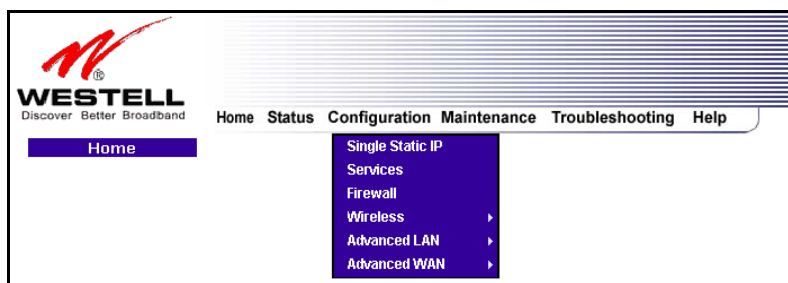 ®
WESTELL
Discover Better Broadband
Home Status Configuration Maintenance Troubleshooting Help
Home
Single Static IP
Services
Firewall
Wireless
Advanced LAN
Advanced WAN